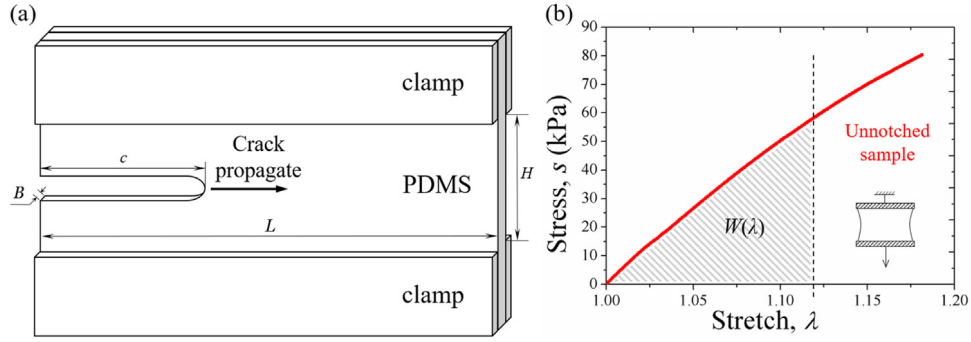 (a)
clamp
c
Crack
propagate
B
PDMS
H
L
clamp
(b)
Stress, s (kPa)
90
80
70
60
50
40
30
20
10
0
Unnotched
sample
W(λ)
1.00
1.05
1.10
1.15
1.20
Stretch, λ